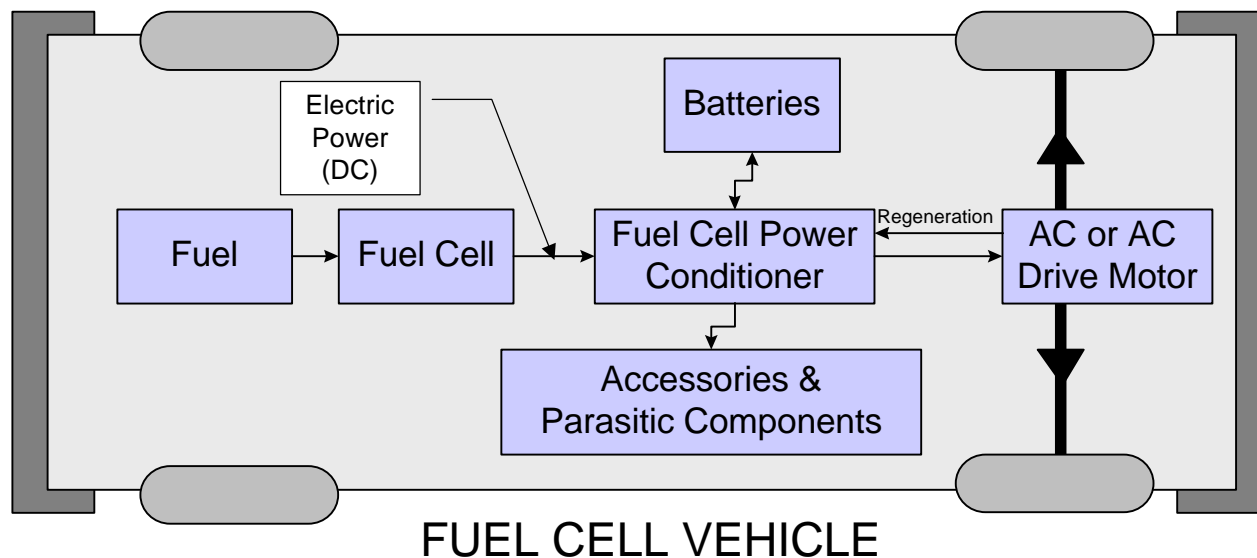 Electric
Power
(DC)
Batteries
Fuel
Fuel Cell
Fuel Cell Power
Conditioner
Regeneration
AC or AC
Drive Motor
Accessories &
Parasitic Components
FUEL CELL VEHICLE